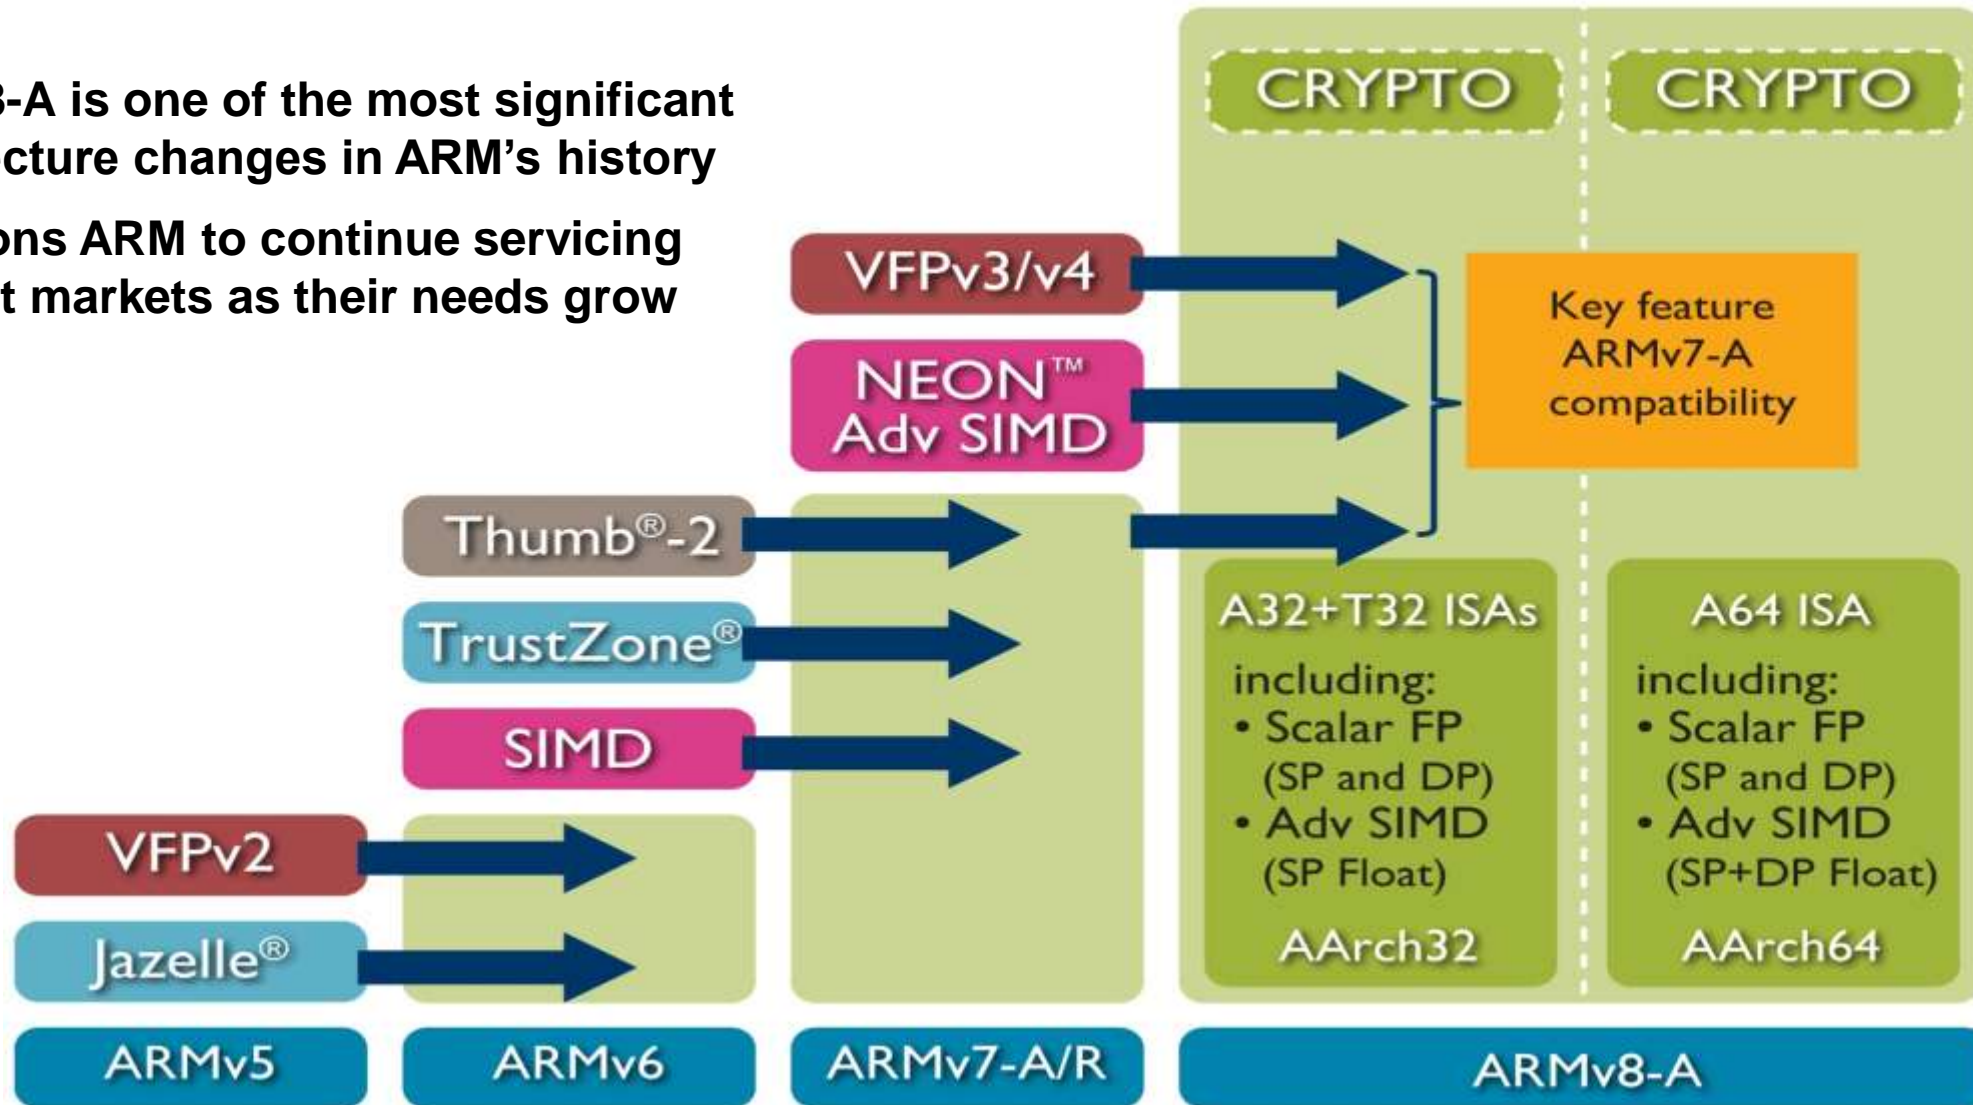 3-A is one of the most significant
ecture changes in ARM's history
ons ARM to continue servicing
t markets as their needs grow
CRYPTO
CRYPTO
VFPv3/v4
NEON™
Adv SIMD
Key feature
ARMv7-A
compatibility
Thumb®-2
TrustZone®
SIMD
VFPv2
Jazelle®
A32+T32 ISAs
including:
• Scalar FP
(SP and DP)
• Adv SIMD
(SP Float)
AArch32
A64 ISA
including:
• Scalar FP
(SP and DP)
• Adv SIMD
(SP+DP Float)
AArch64
ARMv5
ARMv6
ARMv7-A/R
ARMv8-A